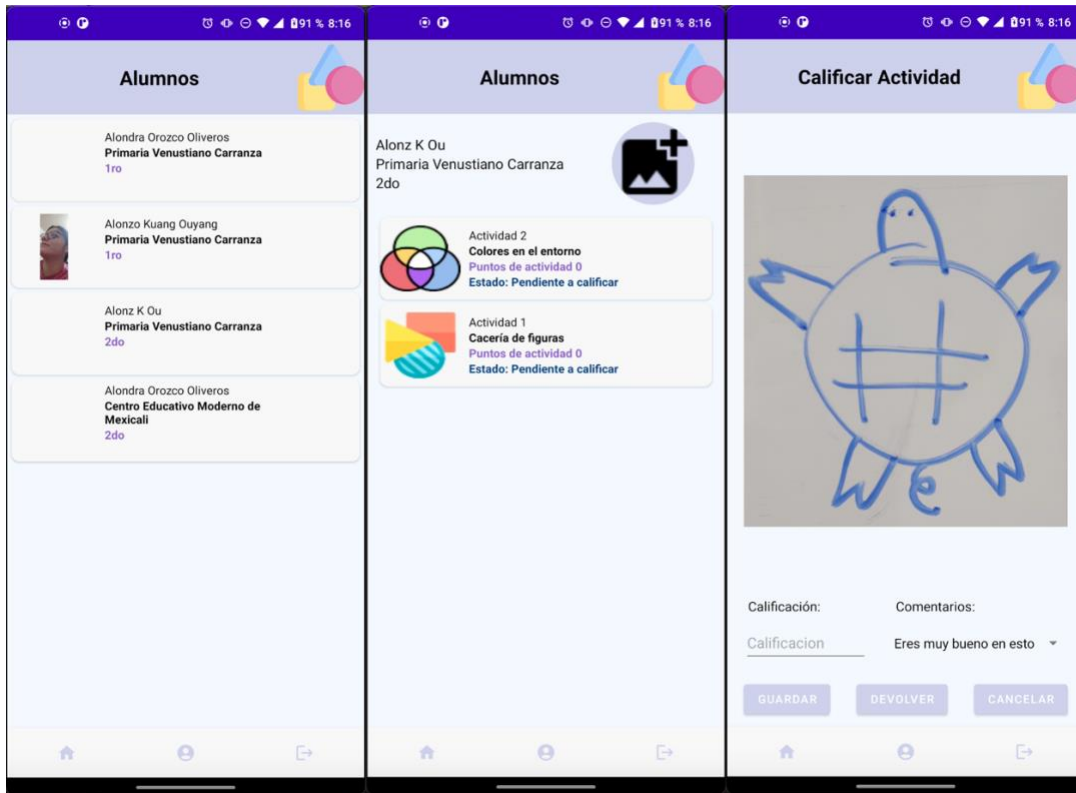 91 % 8:16
Alumnos
Alondra Orozco Oliveros
Primaria Venustiano Carranza
1ro
Alonzo Kuang Ouyang
Primaria Venustiano Carranza
1ro
Alonz K Ou
Primaria Venustiano Carranza
2do
Alondra Orozco Oliveros
Centro Educativo Moderno de
Mexicali
2do
91 % 8:16
Alumnos
Alonz K Ou
Primaria Venustiano Carranza
2do
Actividad 2
Colores en el entorno
Puntos de actividad 0
Estado: Pendiente a calificar
Actividad 1
Cacería de figuras
Puntos de actividad 0
Estado: Pendiente a calificar
91 % 8:16
Calificar Actividad
Calificación:
Comentarios:
Calificacion
Eres muy bueno en esto
GUARDAR
DEVOLVER
CANCELAR